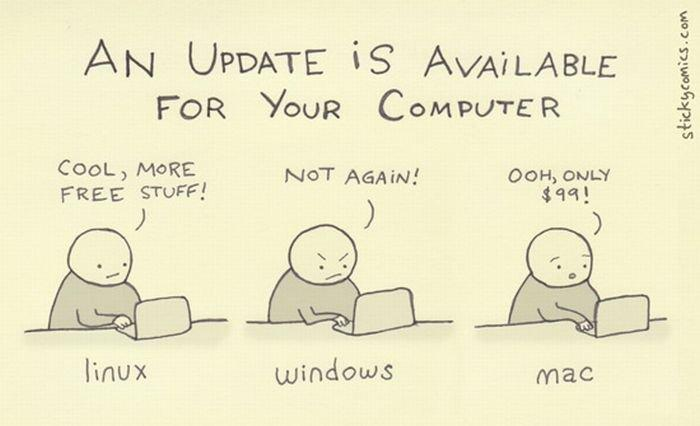 AN UPDATE iS AVAiLABLE
FOR YOUR COMPUTER
stickycomics.com
COOL, MORE
FREE STUFF!
NOT AGAiN!
OOH, ONLY
$99!
linux
windows
mac